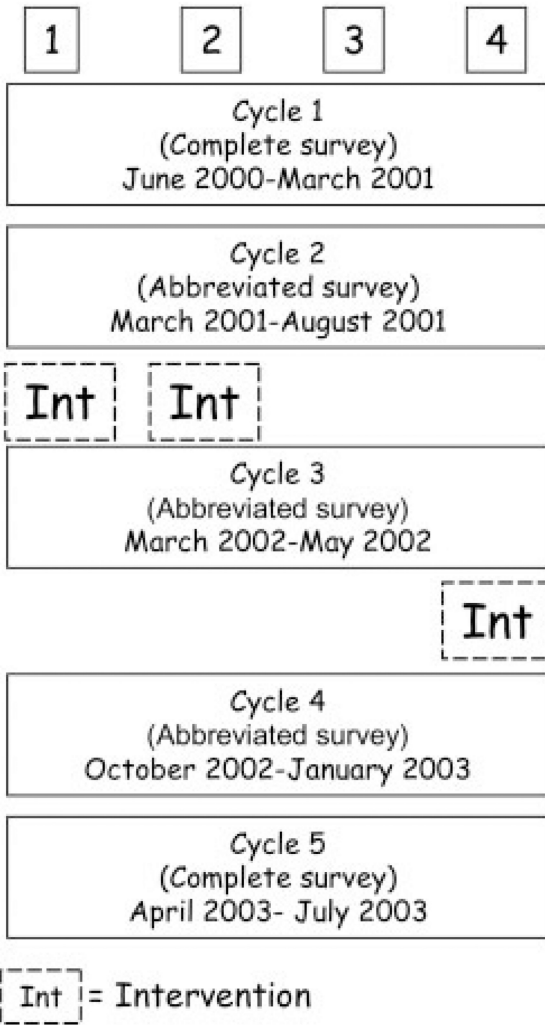 1 2 3 4
Cycle 1
(Complete survey)
June 2000-March 2001
Cycle 2
(Abbreviated survey)
March 2001-August 2001
Int Int
Cycle 3
(Abbreviated survey)
March 2002-May 2002
Int
Cycle 4
(Abbreviated survey)
October 2002-January 2003
Cycle 5
(Complete survey)
April 2003- July 2003
Int = Intervention